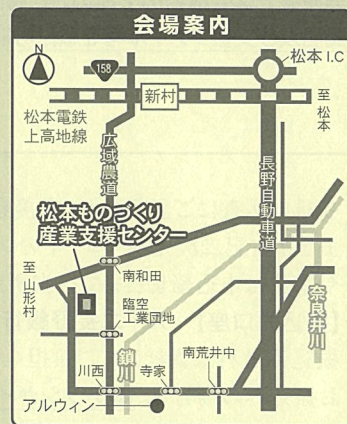 会場案内
N
158
松本 I.C
新村
至松本
松本電鉄
上高地線
広域農道
長野自動車道
松本ものづくり
産業支援センター
至山形村
南和田
奈良井川
臨空
工業団地
鎖川
川西
寺家
南荒井中
アルウィン